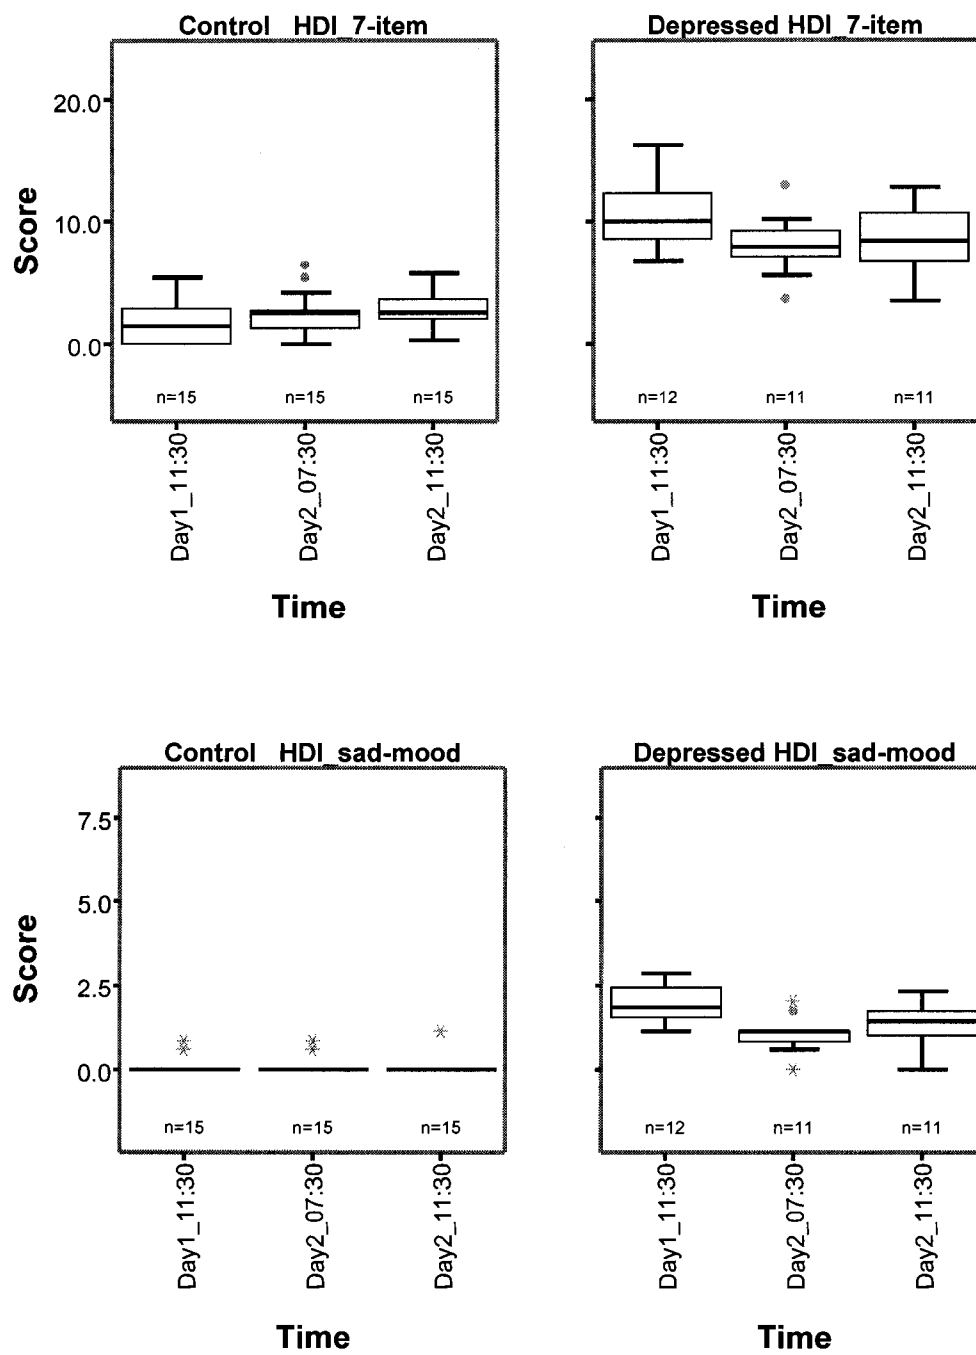 Control HDI_7-item
Depressed HDI_7-item
Score
20.0
10.0
0.0
n=15
n=15
n=15
n=12
n=11
n=11
Day1_11:30
Day2_07:30
Day2_11:30
Day1_11:30
Day2_07:30
Day2_11:30
Time
Time
Control HDI_sad-mood
Depressed HDI_sad-mood
Score
7.5
5.0
2.5
0.0
n=15
n=15
n=15
n=12
n=11
n=11
Day1_11:30
Day2_07:30
Day2_11:30
Day1_11:30
Day2_07:30
Day2_11:30
Time
Time